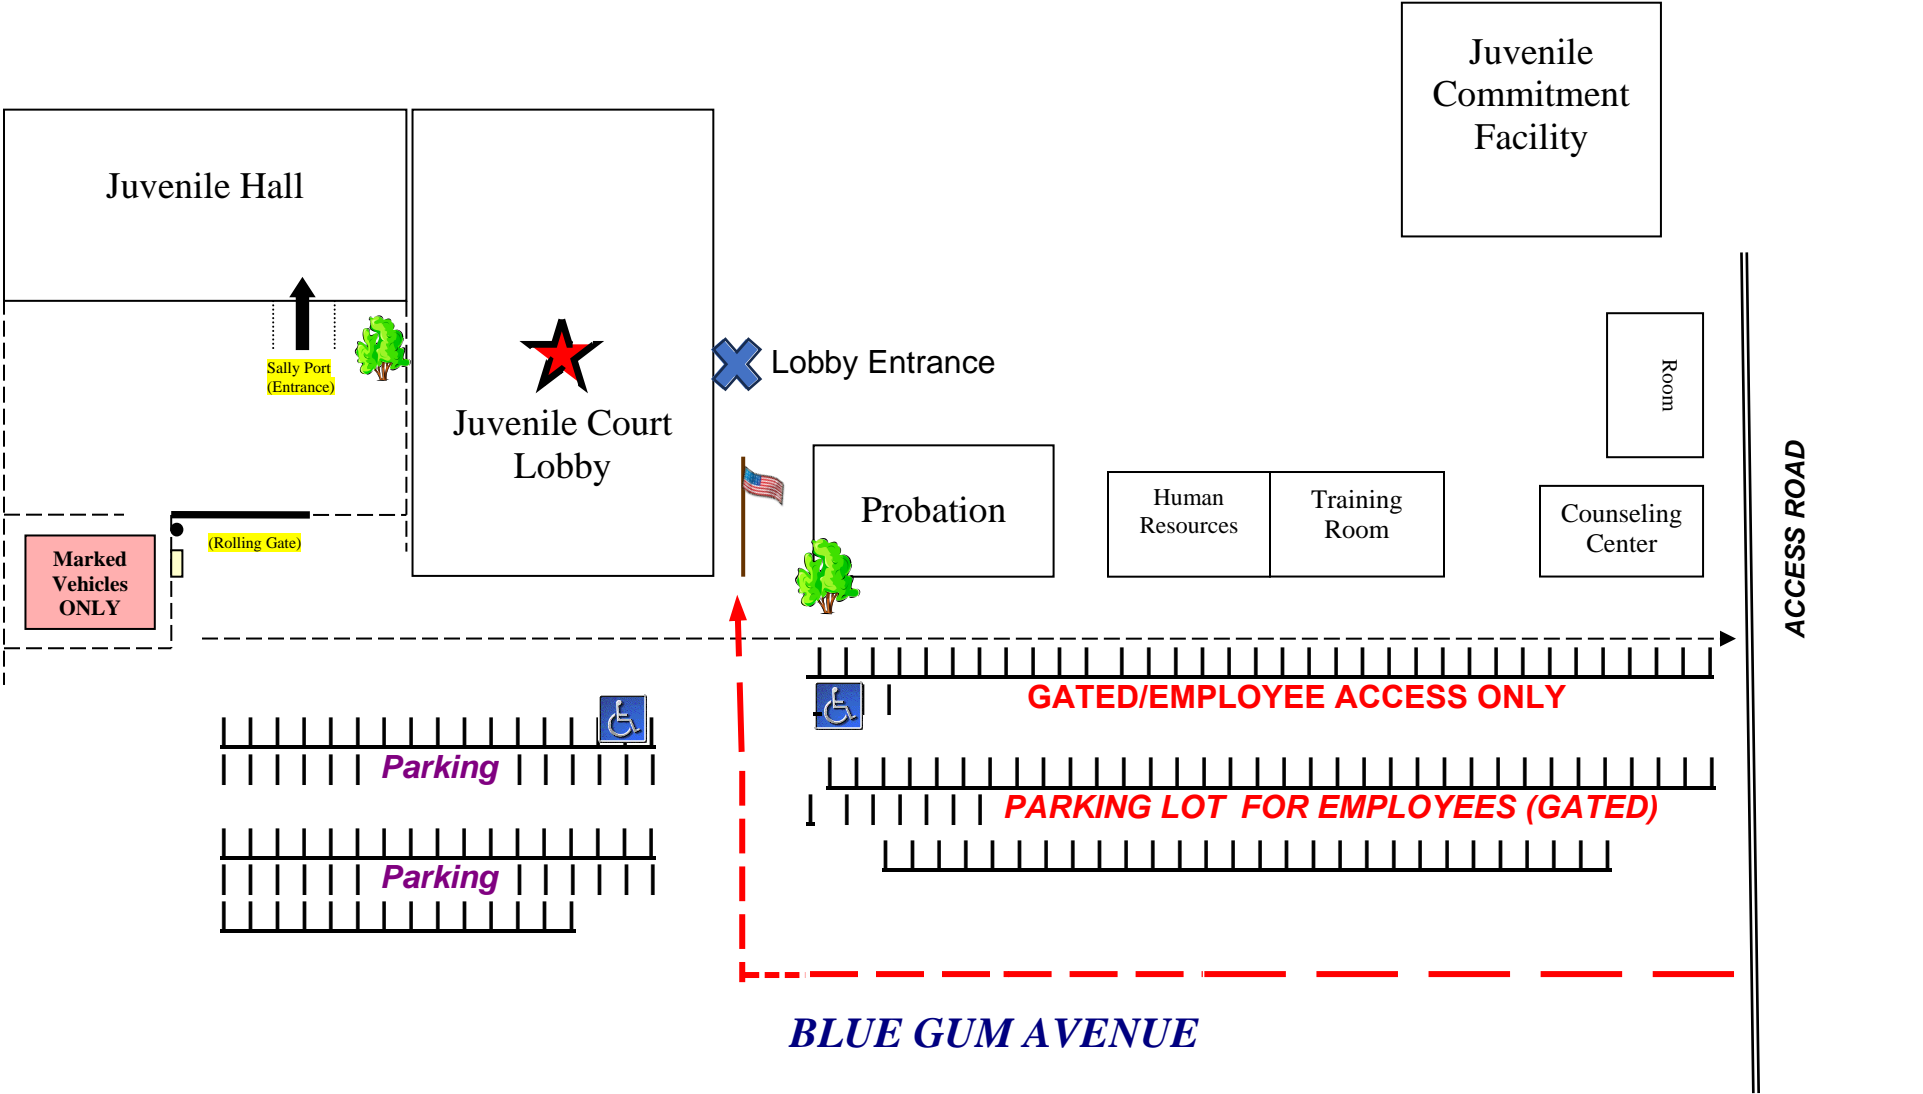 Juvenile
Commitment
Facility
Juvenile Hall
Sally Port
(Entrance)
Lobby Entrance
Juvenile Court
Lobby
Room
Probation
Human
Resources
Training
Room
Counseling
Center
ACCESS ROAD
(Rolling Gate)
Marked
Vehicles
ONLY
GATED/EMPLOYEE ACCESS ONLY
Parking
PARKING LOT FOR EMPLOYEES (GATED)
Parking
BLUE GUM AVENUE